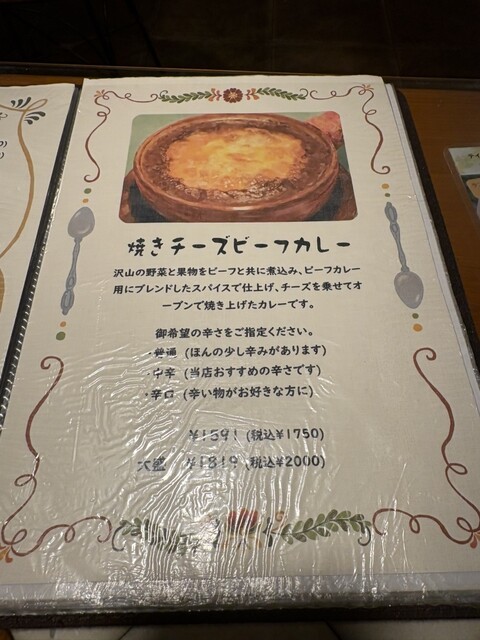 焼きチーズビーフカレー
沢山の野菜と果物をビーフと共に煮込み、ビーフカレー
用にブレンドしたスパイスで仕上げ、チーズを乗せてオ
ーブンで焼き上げたカレーです。
御希望の辛さをご指定ください。
・普通 (ほんの少し辛みがあります)
・中辛 (当店おすすめの辛さです)
・辛口 (辛い物がお好きな方に)
¥1591 (税込¥1750)
大盛 ¥1819 (税込¥2000)